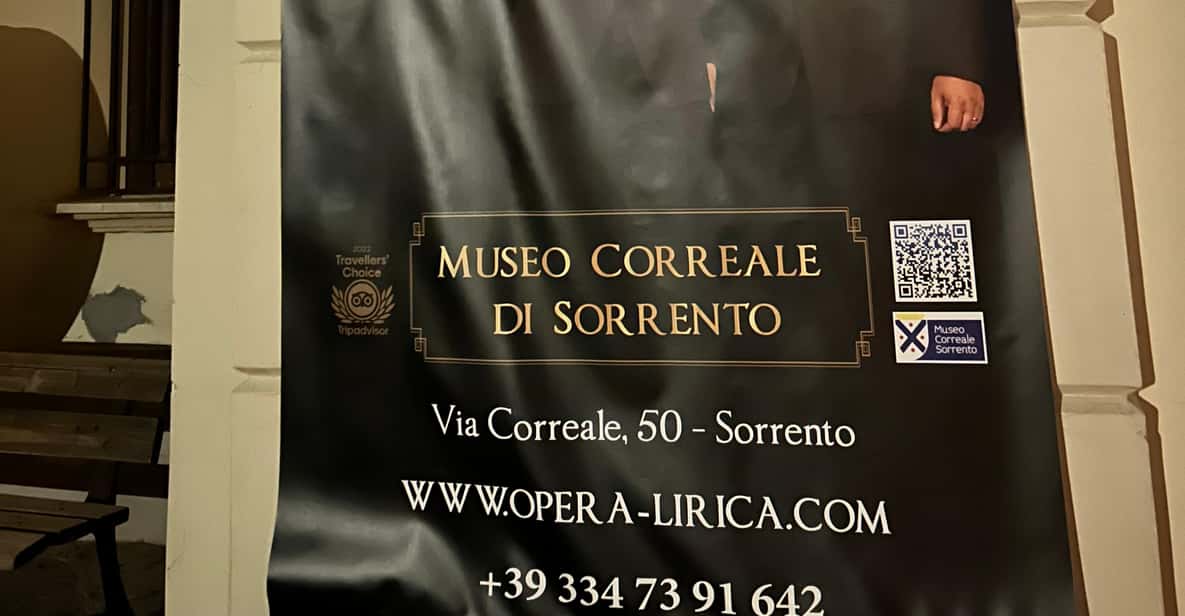 2022
Travellers'
Choice
Tripadvisor
MUSEO CORREALE
DI SORRENTO
Museo
Correale
Sorrento
Via Correale, 50 - Sorrento
WWW.OPERA-LIRICA.COM
+39 334 73 91 642